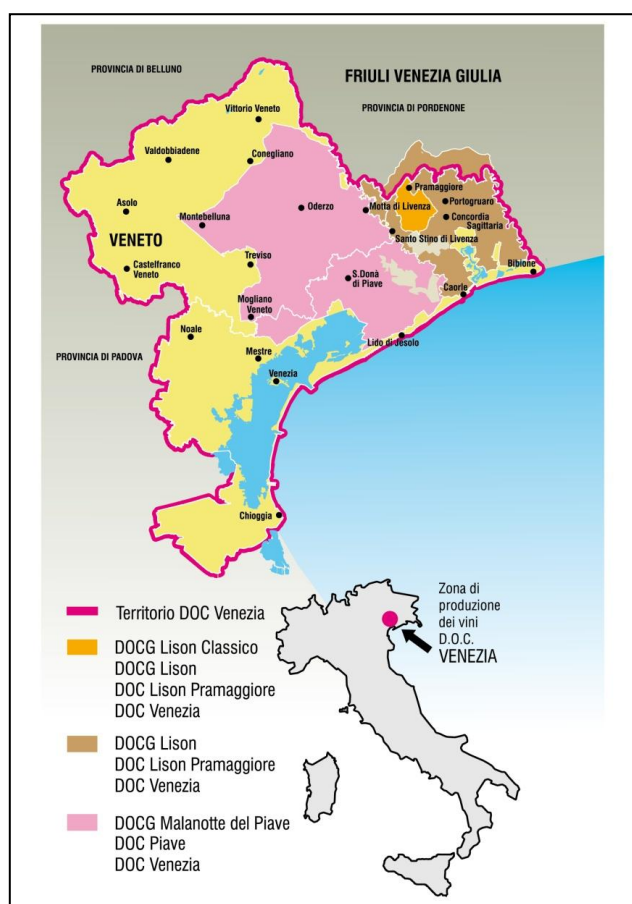 PROVINCIA DI BELLUNO
FRIULI VENEZIA GIULIA
PROVINCIA DI PORDENONE
Vittorio Veneto
Valdobbiadene
Conegliano
Pramaggiore
Asolo
Oderzo
Motta di Livenza
Portogruaro
Montebelluna
Concordia
Sagittaria
VENETO
Santo Stino di Livenza
Castelfranco
Veneto
Treviso
S.Donà
di Piave
Bibione
Mogliano
Veneto
Caorle
Noale
Lido di Jesolo
PROVINCIA DI PADOVA
Mestre
Venezia
Chioggia
Territorio DOC Venezia
DOCG Lison Classico
DOCG Lison
DOC Lison Pramaggiore
DOC Venezia
DOCG Lison
DOC Lison Pramaggiore
DOC Venezia
DOCG Malanotte del Piave
DOC Piave
DOC Venezia
Zona di
produzione
dei vini
D.O.C.
VENEZIA